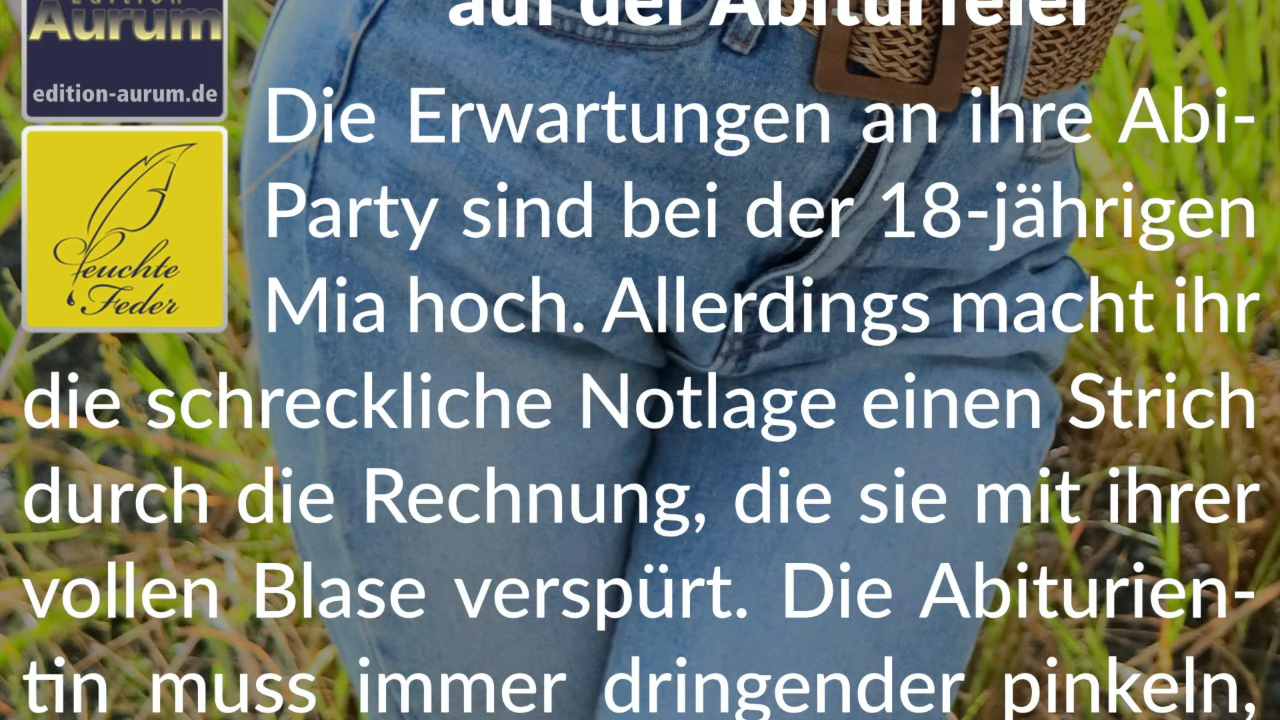 Edition
Aurum
edition-aurum.de
feuchte
Feder
auf der Abiturfeier
Die Erwartungen an ihre Abi-
Party sind bei der 18-jährigen
Mia hoch. Allerdings macht ihr
die schreckliche Notlage einen Strich
durch die Rechnung, die sie mit ihrer
vollen Blase verspürt. Die Abiturien-
tin muss immer dringender pinkeln,